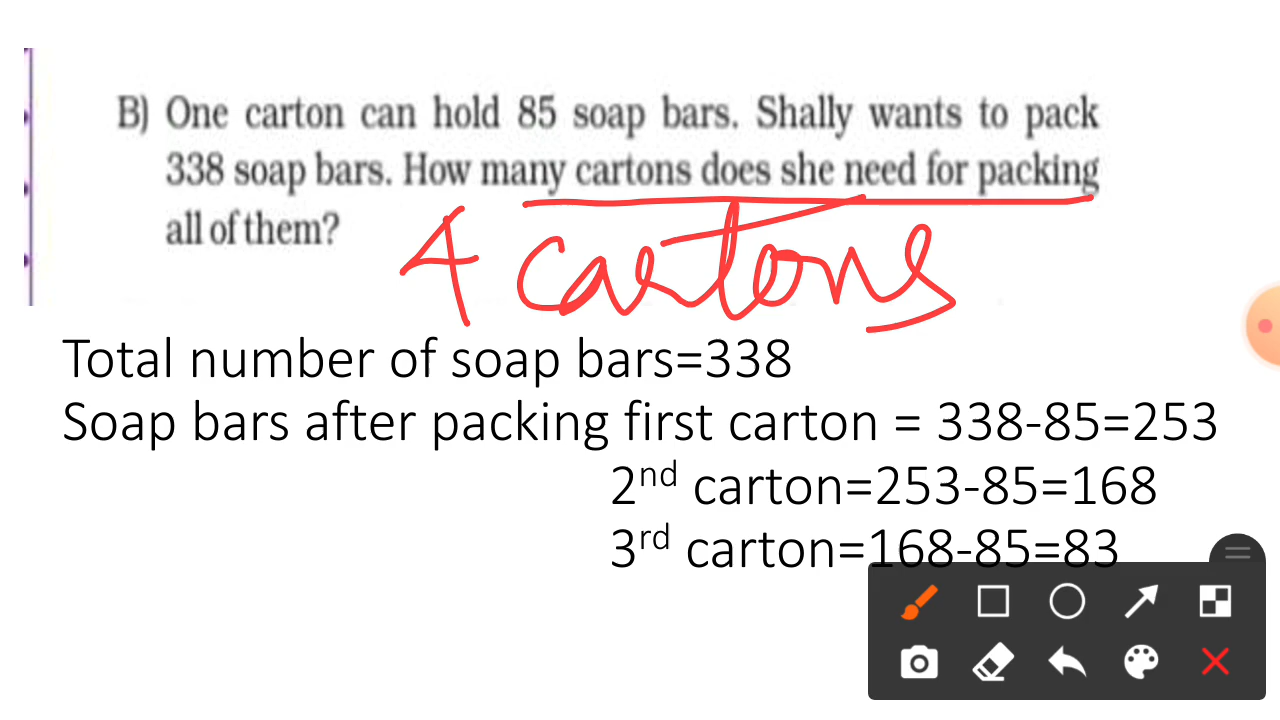 B) One carton can hold 85 soap bars. Shally wants to pack
338 soap bars. How many cartons does she need for packing
all of them?
4 cartons
Total number of soap bars=338
Soap bars after packing first carton = 338-85=253
2nd carton=253-85=168
3rd carton=168-85=83